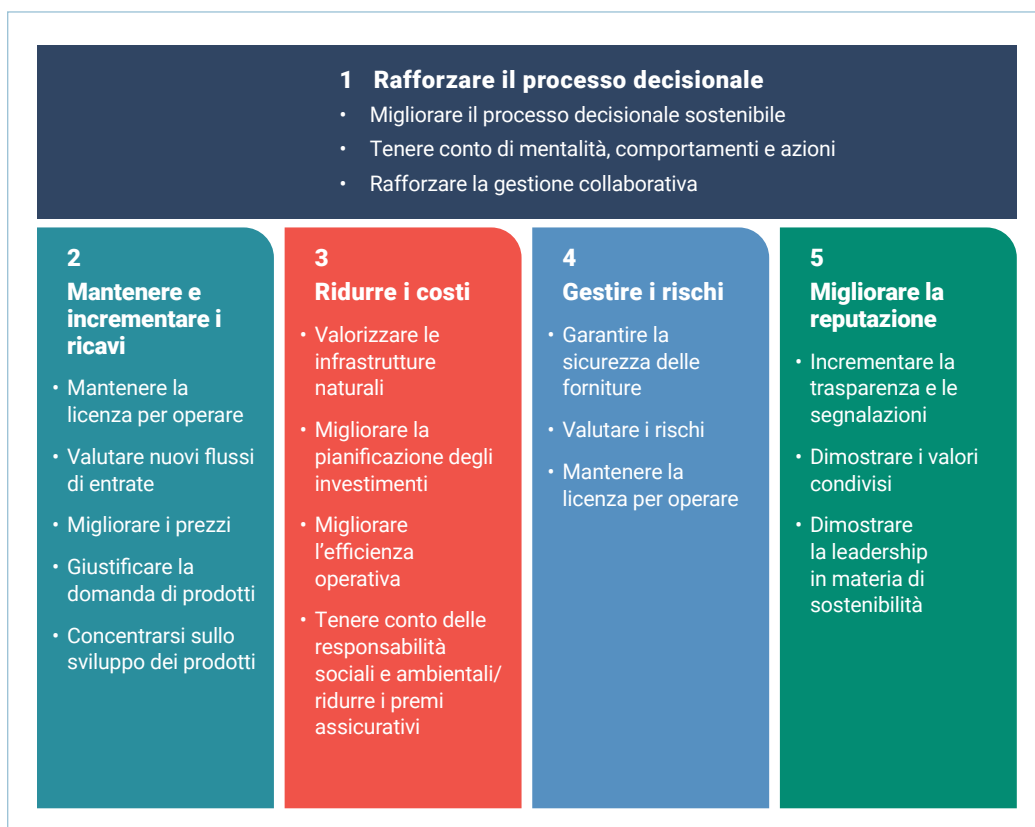 1 Rafforzare il processo decisionale
• Migliorare il processo decisionale sostenibile
• Tenere conto di mentalità, comportamenti e azioni
• Rafforzare la gestione collaborativa
2
Mantenere e
incrementare i
ricavi
• Mantenere la
licenza per operare
• Valutare nuovi flussi
di entrate
• Migliorare i prezzi
• Giustificare la
domanda di prodotti
• Concentrarsi sullo
sviluppo dei prodotti
3
Ridurre i costi
• Valorizzare le
infrastrutture
naturali
• Migliorare la
pianificazione degli
investimenti
• Migliorare
l’efficienza
operativa
• Tenere conto delle
responsabilità
sociali e ambientali/
ridurre i premi
assicurativi
4
Gestire i rischi
• Garantire la
sicurezza delle
forniture
• Valutare i rischi
• Mantenere la
licenza per operare
5
Migliorare la
reputazione
• Incrementare la
trasparenza e le
segnalazioni
• Dimostrare i valori
condivisi
• Dimostrare
la leadership
in materia di
sostenibilità